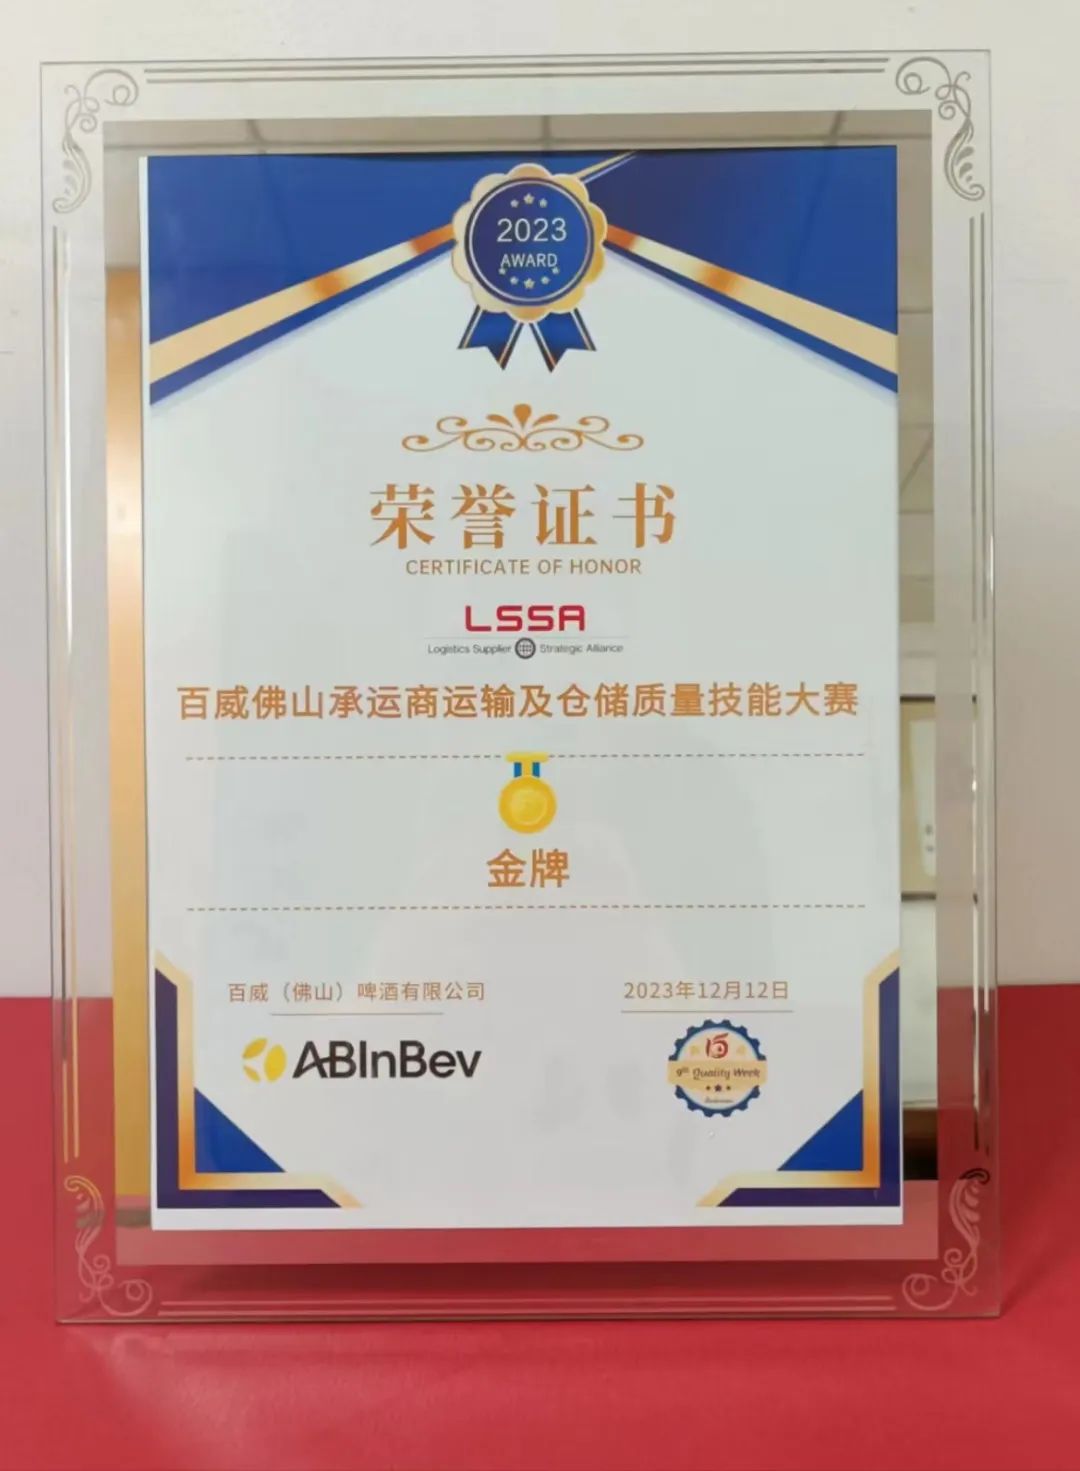 2023
AWARD
荣誉证书
CERTIFICATE OF HONOR
LSSA
Logistics Supplier Strategic Alliance
百威佛山承运商运输及仓储质量技能大赛
金牌
百威（佛山）啤酒有限公司
2023年12月12日
ABInBev
9th Quality Week